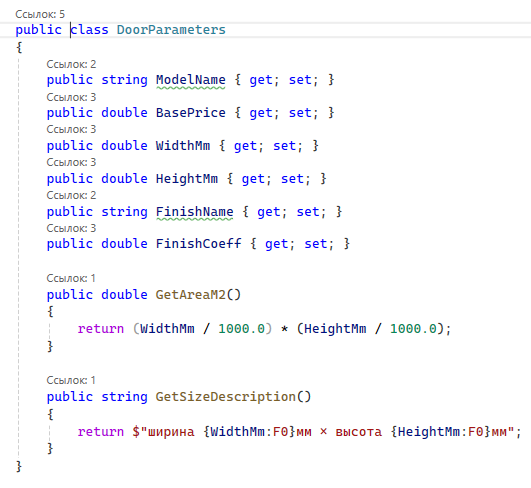 Ссылок: 5
public class DoorParameters
{
Ссылок: 2
public string ModelName { get; set; }
Ссылок: 3
public double BasePrice { get; set; }
Ссылок: 3
public double WidthMm { get; set; }
Ссылок: 3
public double HeightMm { get; set; }
Ссылок: 2
public string FinishName { get; set; }
Ссылок: 3
public double FinishCoeff { get; set; }
Ссылок: 1
public double GetAreaM2()
{
return (WidthMm / 1000.0) * (HeightMm / 1000.0);
}
Ссылок: 1
public string GetSizeDescription()
{
return $"ширина {WidthMm:F0}мм × высота {HeightMm:F0}мм";
}
}